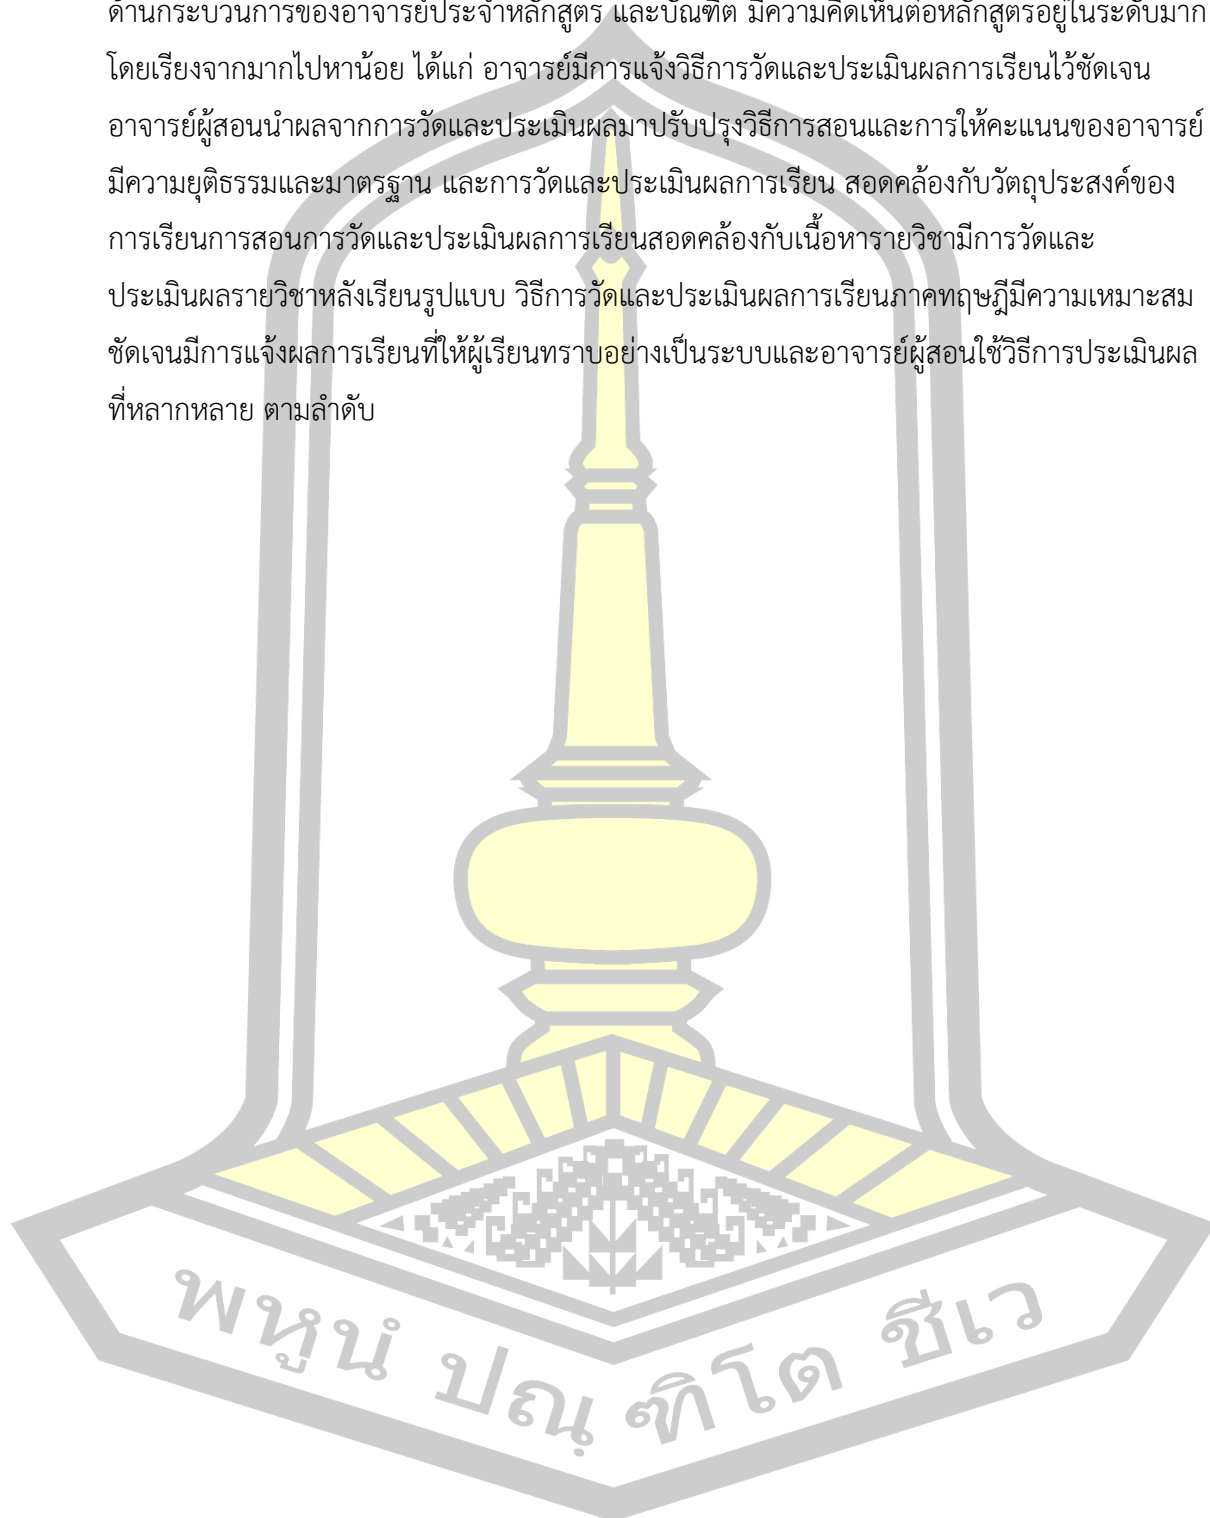 ด้านกระบวนการของอาจารย์ประจำหลักสูตร และบัณฑิต มีความคิดเห็นต่อหลักสูตรอยู่ในระดับมาก
โดยเรียงจากมากไปหาน้อย ได้แก่ อาจารย์มีการแจ้งวิธีการวัดและประเมินผลการเรียนไว้ชัดเจน
อาจารย์ผู้สอนนำผลจากการวัดและประเมินผลมาปรับปรุงวิธีการสอนและการให้คะแนนของอาจารย์
มีความยุติธรรมและมาตรฐาน และการวัดและประเมินผลการเรียน สอดคล้องกับวัตถุประสงค์ของ
การเรียนการสอนการวัดและประเมินผลการเรียนสอดคล้องกับเนื้อหารายวิชามีการวัดและ
ประเมินผลรายวิชาหลังเรียนรูปแบบ วิธีการวัดและประเมินผลการเรียนภาคทฤษฎีมีความเหมาะสม
ชัดเจนมีการแจ้งผลการเรียนที่ให้ผู้เรียนทราบอย่างเป็นระบบและอาจารย์ผู้สอนใช้วิธีการประเมินผล
ที่หลากหลาย ตามลำดับ
พหูนํ ปณฺฑิโต ชีเว